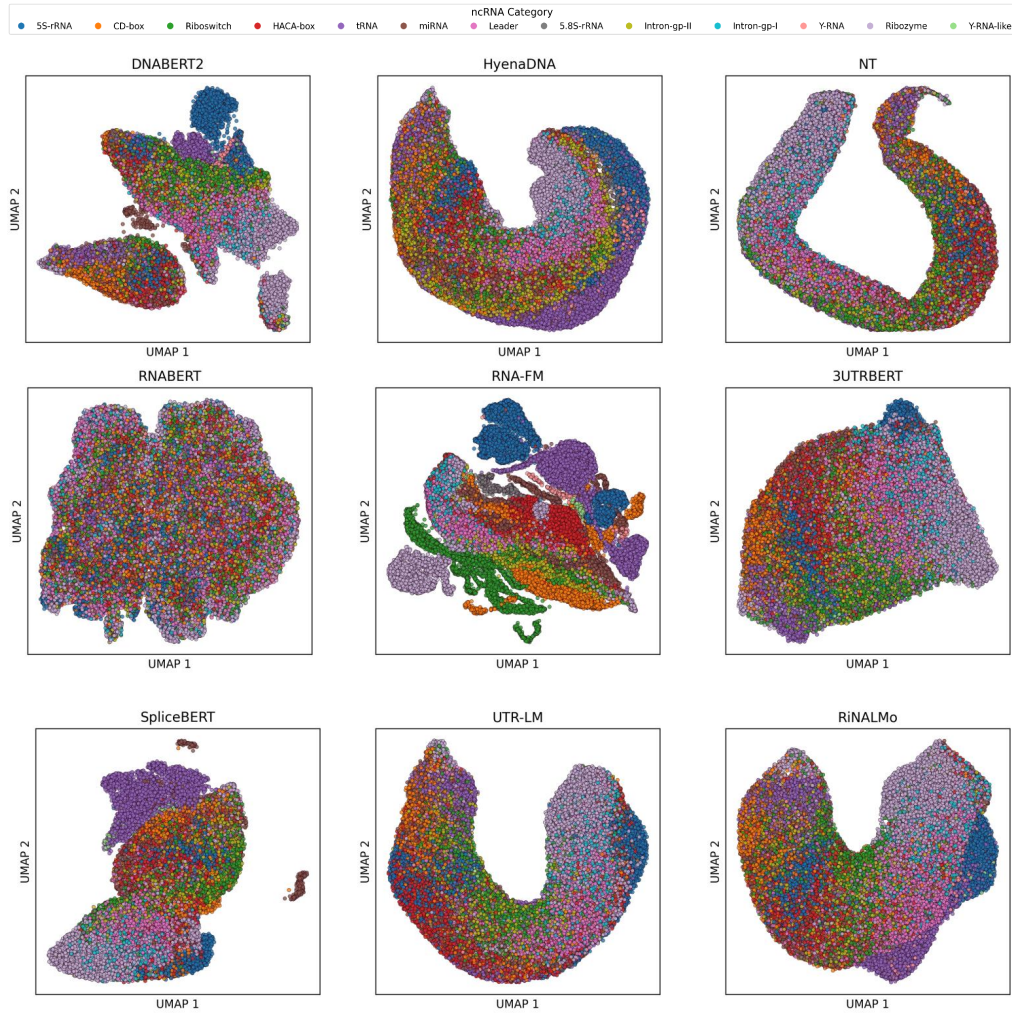 ncRNA Category
5S-rRNA CD-box Riboswitch HACA-box tRNA miRNA Leader 5.8S-rRNA Intron-gp-II Intron-gp-I Y-RNA Ribozyme Y-RNA-like
DNABERT2 HyenaDNA NT
UMAP 2 UMAP 2 UMAP 2
UMAP 1 UMAP 1 UMAP 1
RNABERT RNA-FM 3UTRBERT
UMAP 2 UMAP 2 UMAP 2
UMAP 1 UMAP 1 UMAP 1
SpliceBERT UTR-LM RiNALMo
UMAP 2 UMAP 2 UMAP 2
UMAP 1 UMAP 1 UMAP 1